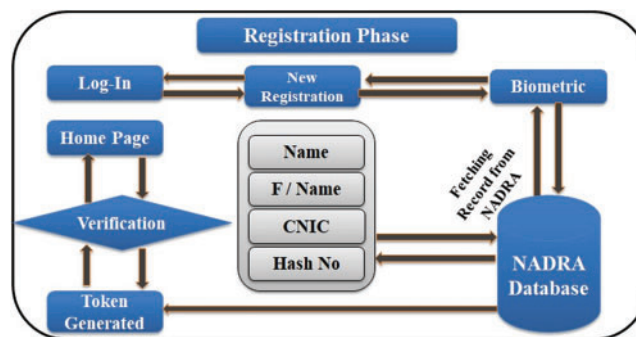 Registration Phase
Log-In
New
Registration
Biometric
Home Page
Name
F / Name
CNIC
Hash No
Fetching
Record from
NADRA
Verification
NADRA
Database
Token
Generated